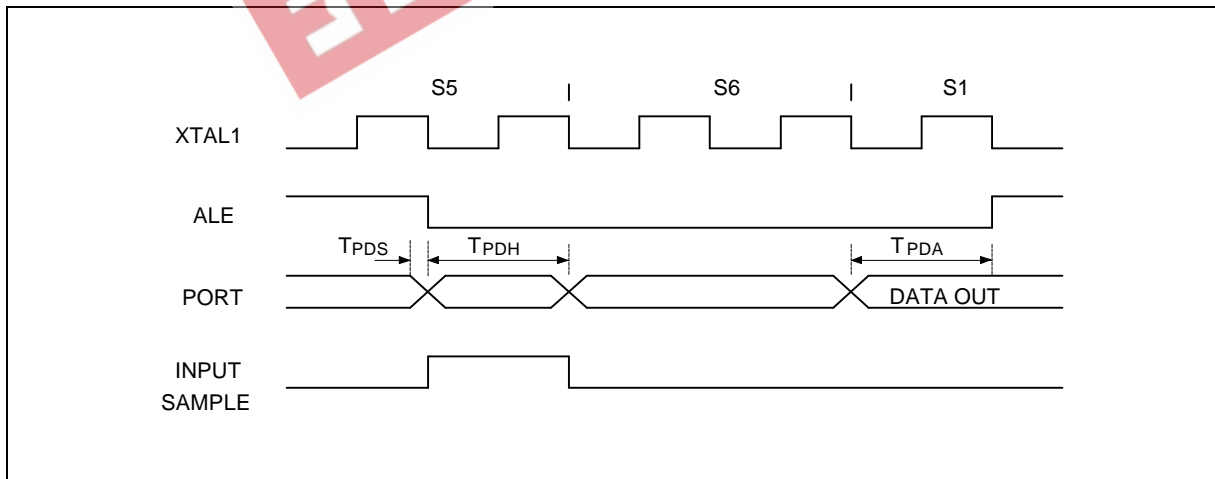 S5 | S6 | S1
XTAL1
ALE
TPDS TPDH TPDA
PORT DATA OUT
INPUT
SAMPLE